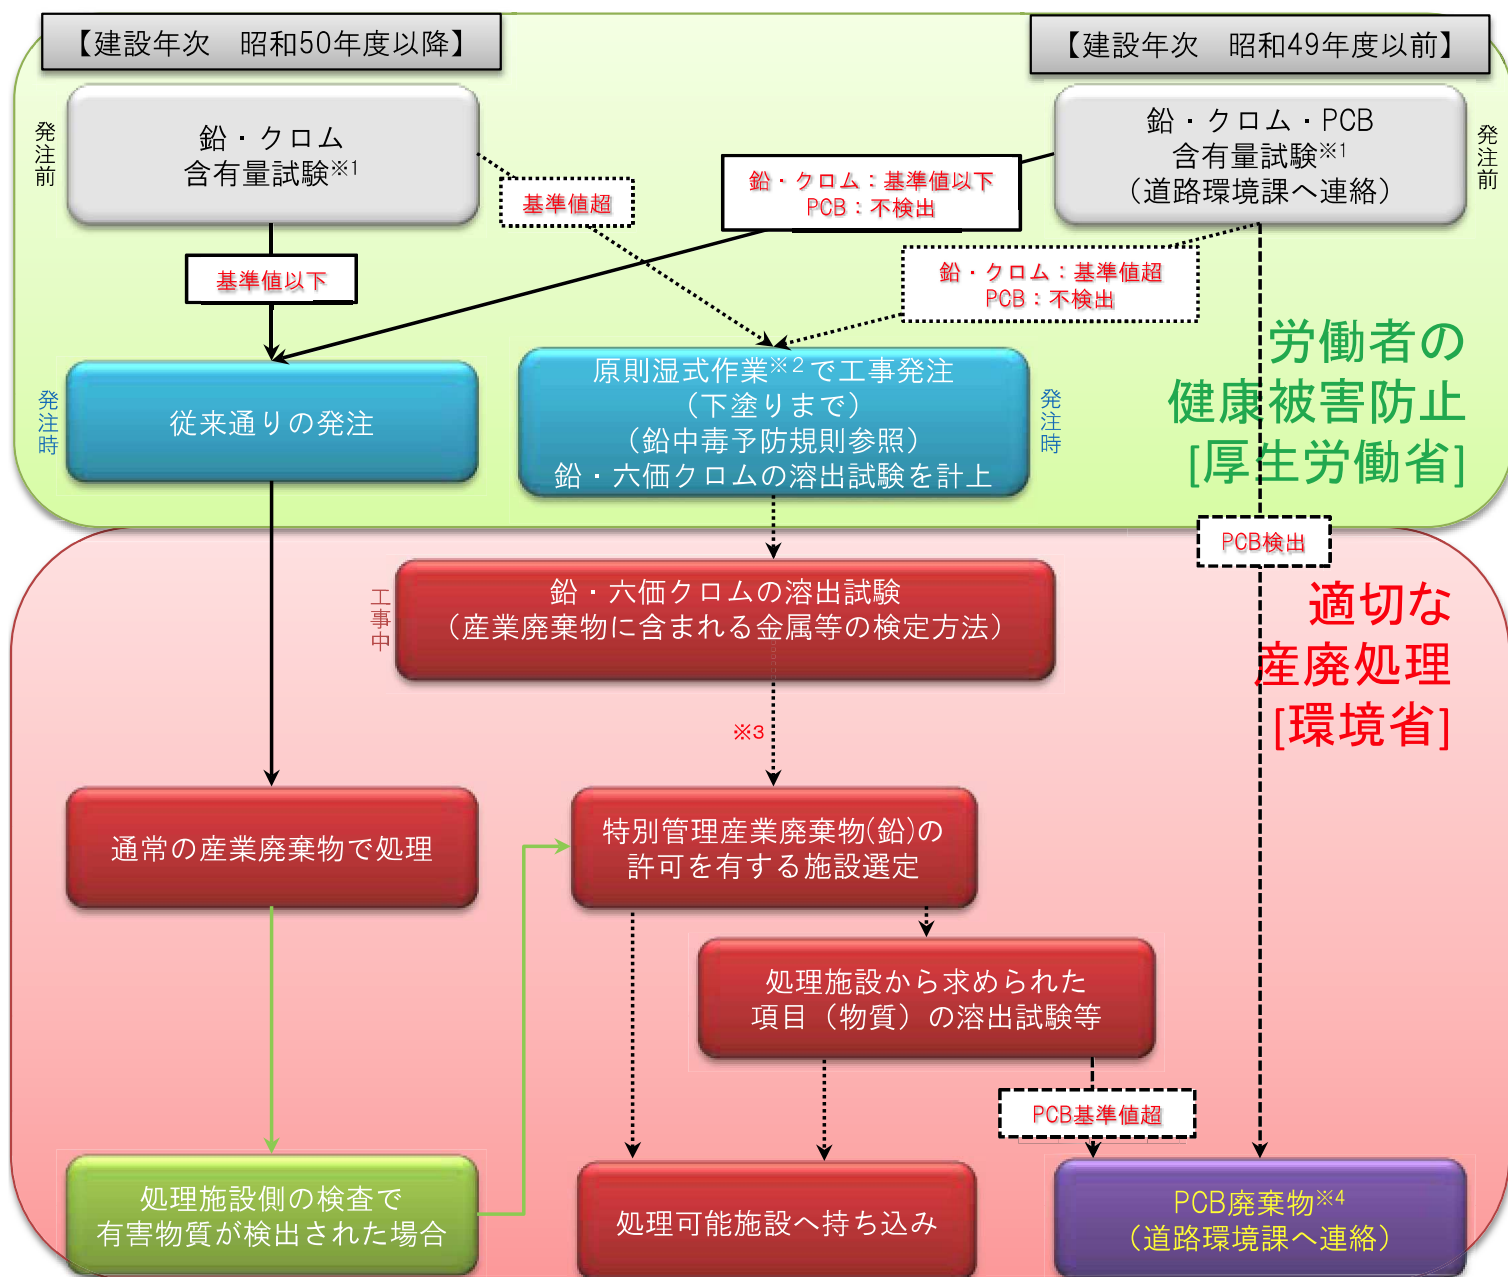 【建設年次　昭和50年度以降】
【建設年次　昭和49年度以前】
発注前
鉛・クロム
含有量試験※1
鉛・クロム・PCB
含有量試験※1
（道路環境課へ連絡）
発注前
基準値超
鉛・クロム：基準値以下
PCB：不検出
基準値以下
鉛・クロム：基準値超
PCB：不検出
労働者の
健康被害防止
[厚生労働省]
発注時
従来通りの発注
原則湿式作業※2で工事発注
（下塗りまで）
（鉛中毒予防規則参照）
鉛・六価クロムの溶出試験を計上
発注時
PCB検出
工事中
鉛・六価クロムの溶出試験
（産業廃棄物に含まれる金属等の検定方法）
適切な
産廃処理
[環境省]
※3
通常の産業廃棄物で処理
特別管理産業廃棄物(鉛)の
許可を有する施設選定
処理施設から求められた
項目（物質）の溶出試験等
PCB基準値超
処理施設側の検査で
有害物質が検出された場合
処理可能施設へ持ち込み
PCB廃棄物※4
（道路環境課へ連絡）